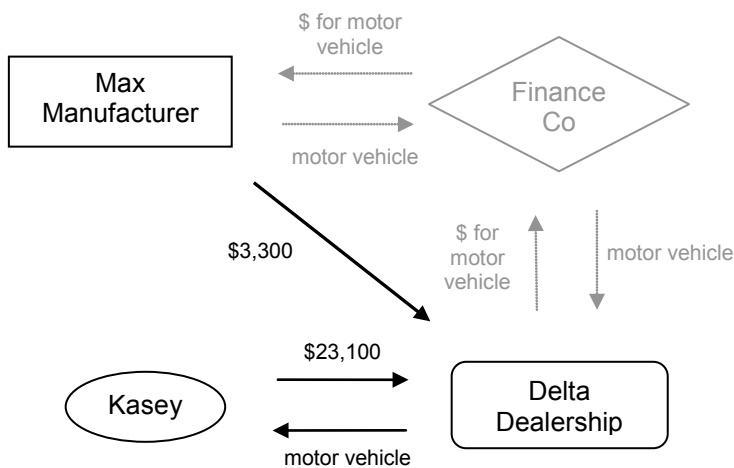 $ for motor
vehicle
Max
Manufacturer
Finance
Co
motor vehicle
$3,300
$ for
motor
vehicle
motor vehicle
$23,100
Kasey
Delta
Dealership
motor vehicle